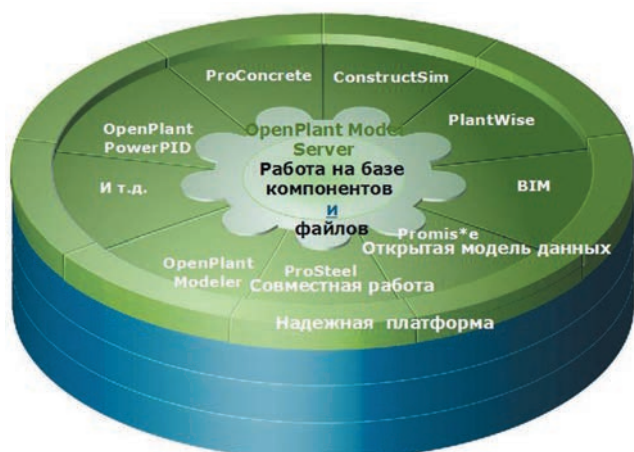 ProConcrete
ConstructSim
OpenPlant
PowerPID
OpenPlant Model
Server
PlantWise
И т.д.
Работа на базе
компонентов
и
файлов
BIM
Promis*e
Открытая модель данных
OpenPlant
Modeler
ProSteel
Совместная работа
Надежная платформа